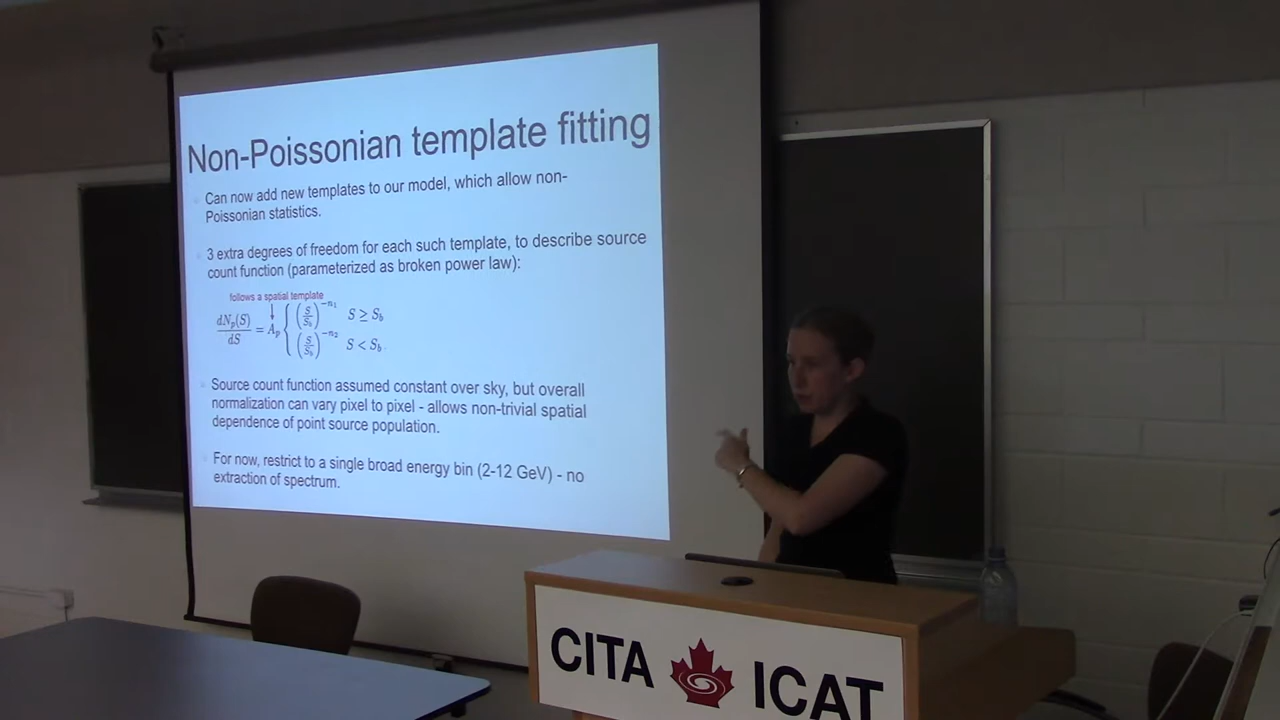 Non-Poissonian template fitting
Can now add new templates to our model, which allow non-
Poissonian statistics.
3 extra degrees of freedom for each such template, to describe source
count function (parameterized as broken power law):
follows a spatial template
dN_p(S)/dS = A_p { (S/S_b)^{-n_1} S ≥ S_b
(S/S_b)^{-n_2} S < S_b .
Source count function assumed constant over sky, but overall
normalization can vary pixel to pixel - allows non-trivial spatial
dependence of point source population.
For now, restrict to a single broad energy bin (2-12 GeV) - no
extraction of spectrum.
CITA ICAT